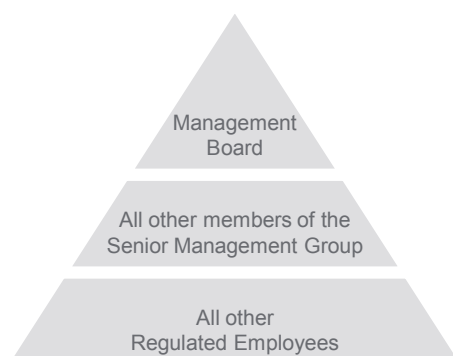 Management
Board
All other members of the
Senior Management Group
All other
Regulated Employees